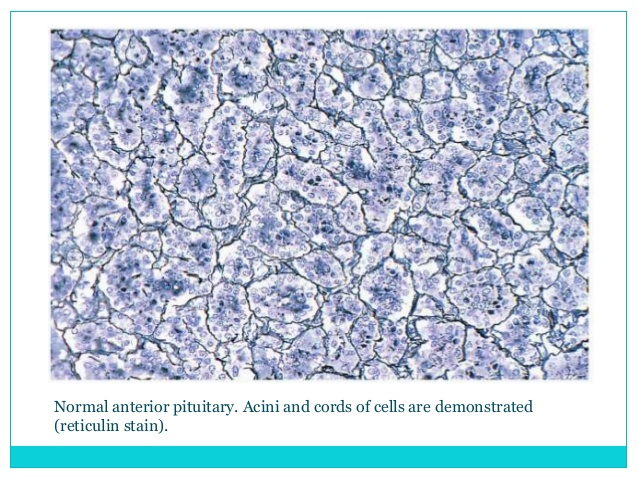 Normal anterior pituitary. Acini and cords of cells are demonstrated
(reticulin stain).